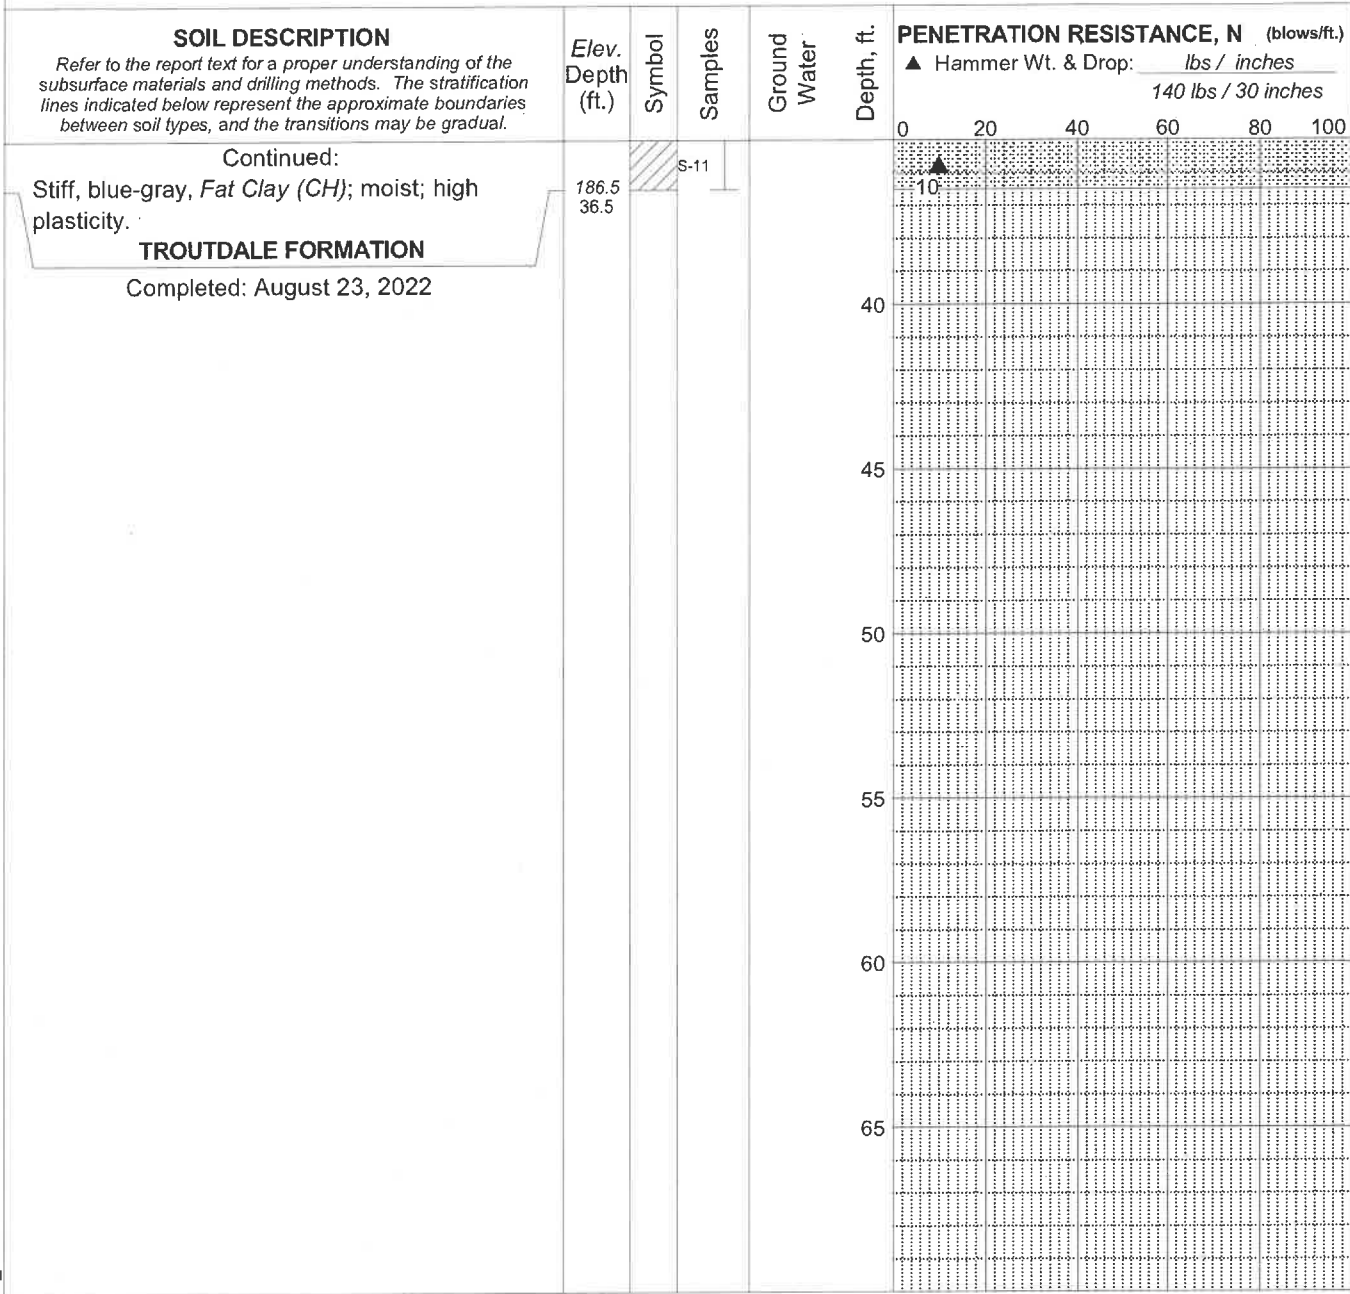 SOIL DESCRIPTION
Refer to the report text for a proper understanding of the
subsurface materials and drilling methods. The stratification
lines indicated below represent the approximate boundaries
between soil types, and the transitions may be gradual.
Elev.
Depth
(ft.)
Symbol
Samples
Ground
Water
Depth, ft.
PENETRATION RESISTANCE, N (blows/ft.)
▲ Hammer Wt. & Drop: lbs / inches
140 lbs / 30 inches
0 20 40 60 80 100
Continued:
Stiff, blue-gray, Fat Clay (CH); moist; high
plasticity.
TROUTDALE FORMATION
Completed: August 23, 2022
186.5
36.5
S-11
10
40
45
50
55
60
65